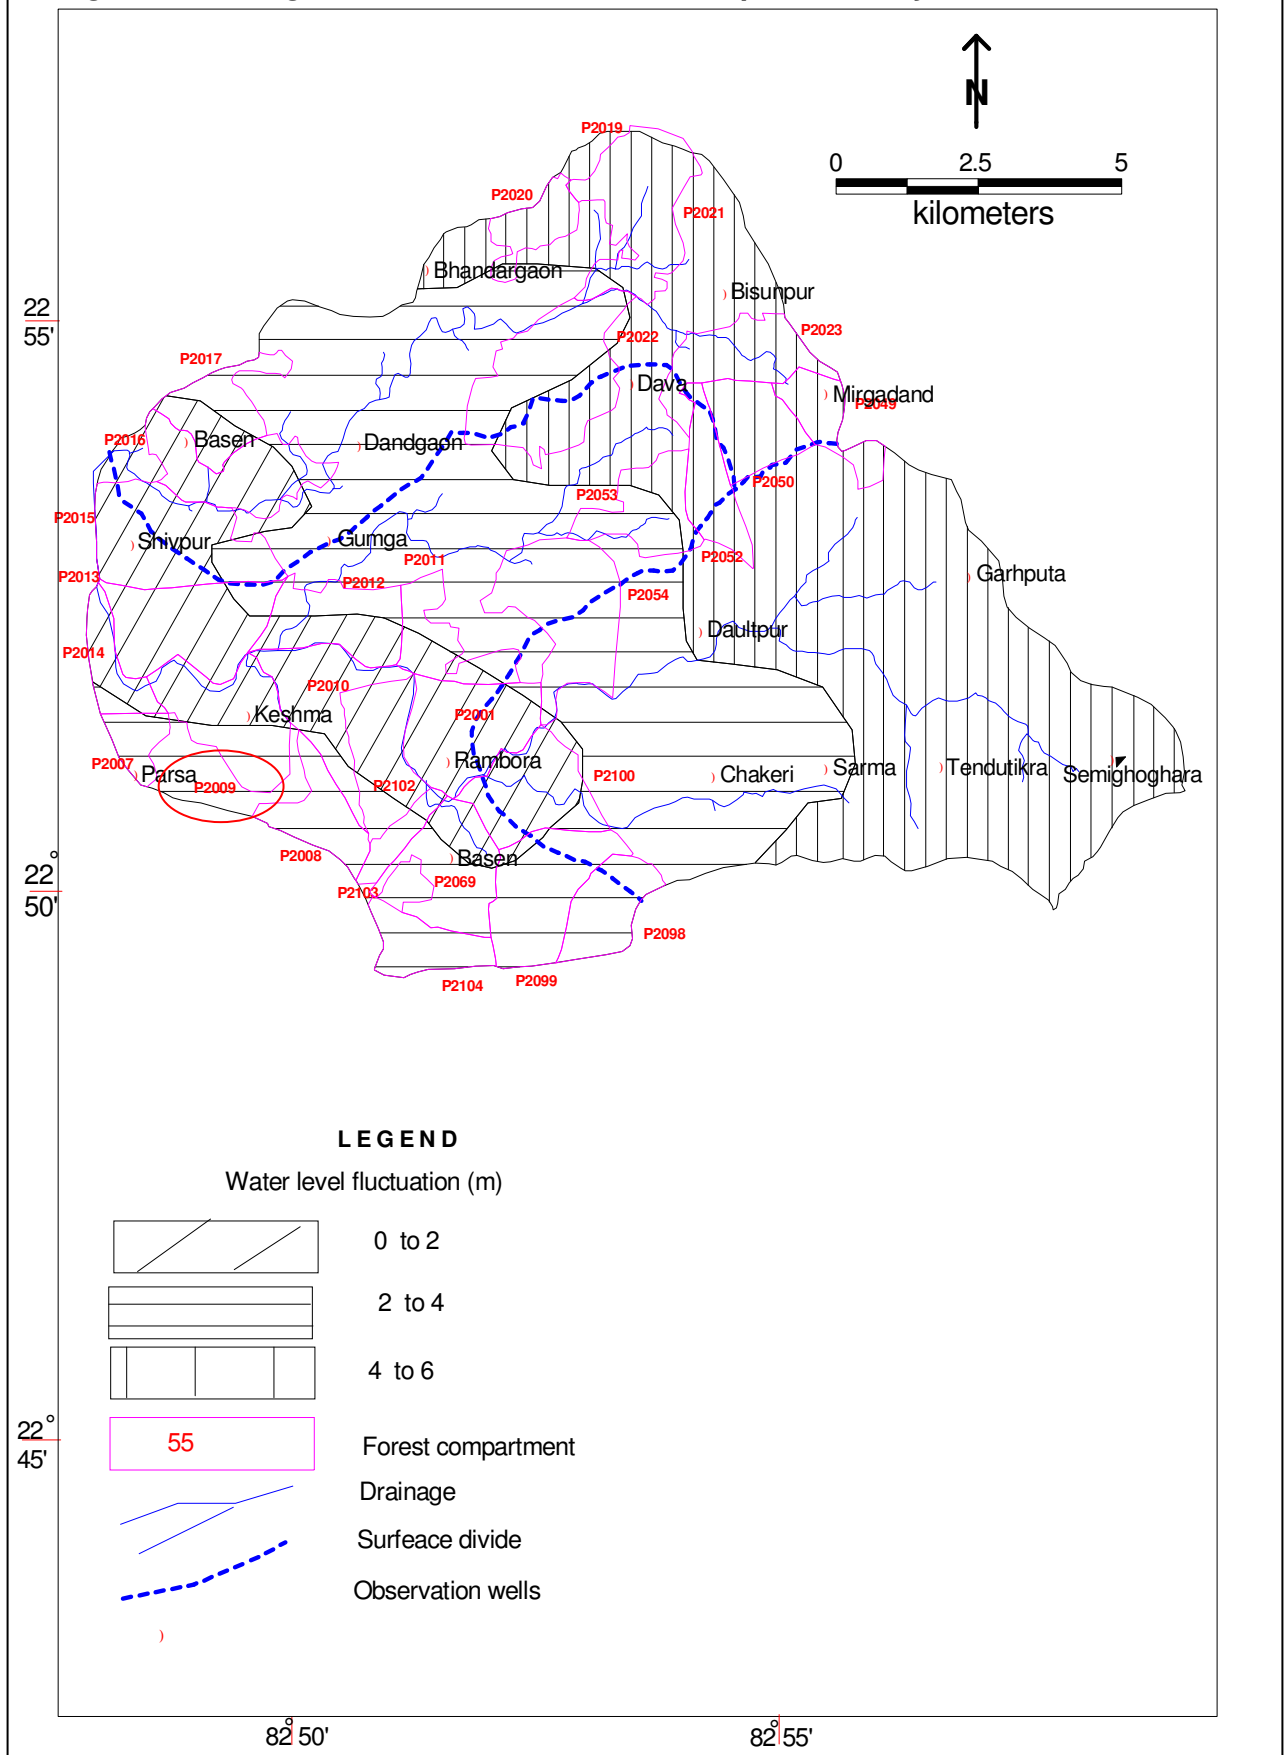 N
0 2.5 5
kilometers
P2019
P2020
P2021
Bhandargaon
Bisunpur
22
55'
P2022
P2023
P2017
Dava
Mirgadand
P2049
P2016
Basen
Dandgaon
P2050
P2053
P2015
Shivpur
Gumga
P2011
P2052
P2013
P2012
Garhputa
P2054
Daultpur
P2014
P2010
Keshma
P2001
Rambora
P2007
Parsa
P2009
P2102
P2100
Chakeri
Sarma
Tendutikra
Semighoghara
P2008
Basen
22°
50'
P2069
P2103
P2098
P2104
P2099
LEGEND
Water level fluctuation (m)
0 to 2
2 to 4
4 to 6
22°
45'
55
Forest compartment
Drainage
Surfeace divide
Observation wells
82°50'
82°55'